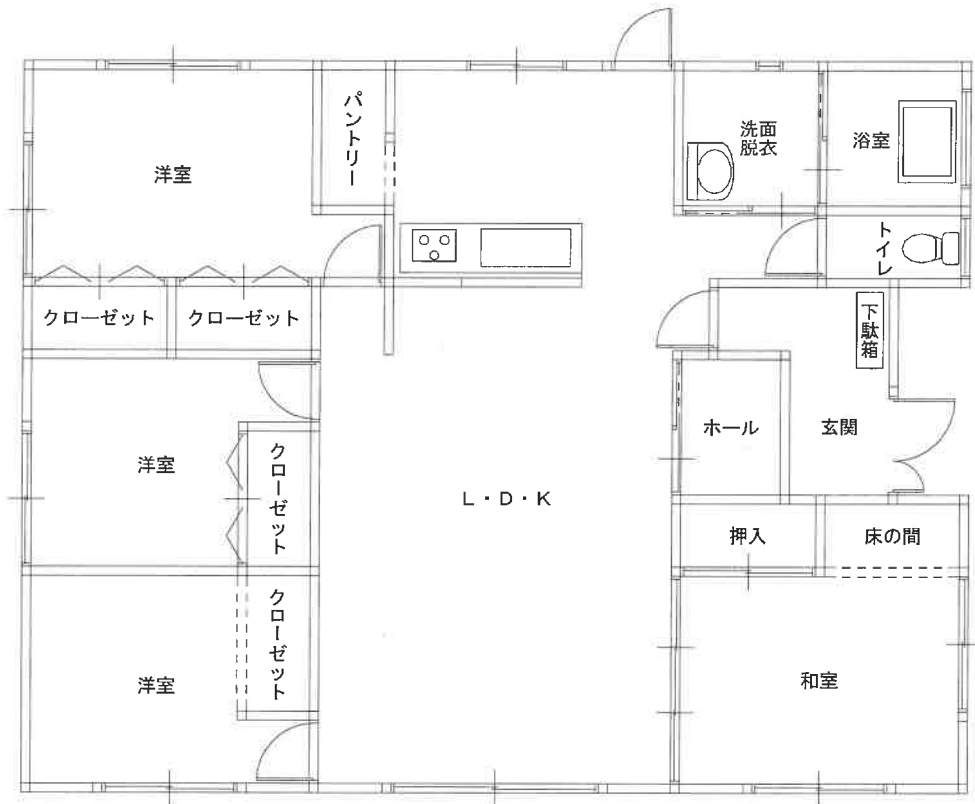 パントリー
洗面
脱衣
浴室
洋室
トイレ
クローゼット
クローゼット
下駄箱
ホール
玄関
洋室
クローゼット
L・D・K
押入
床の間
クローゼット
洋室
和室